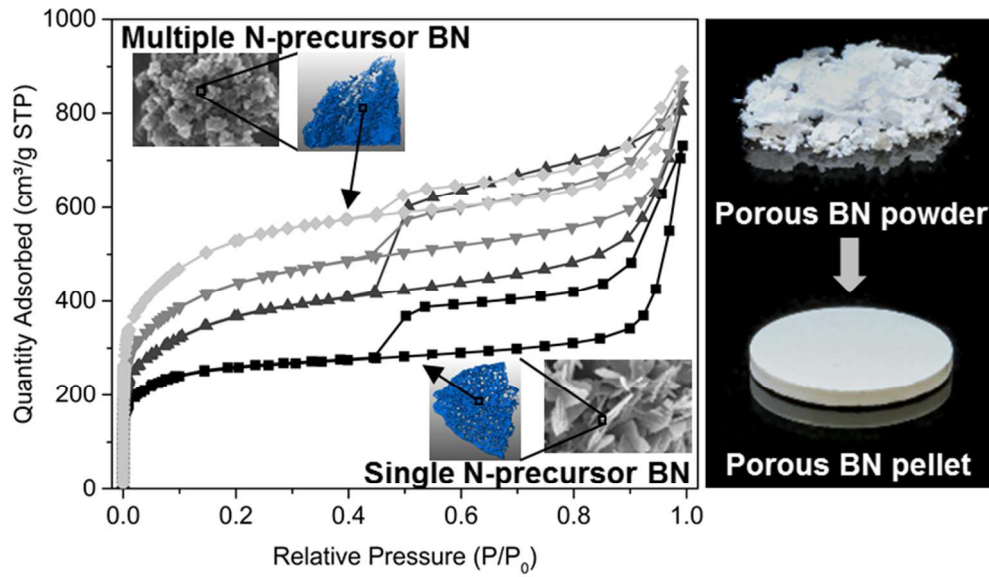 Multiple N-precursor BN
Single N-precursor BN
Quantity Adsorbed (cm³/g STP)
1000
800
600
400
200
0
0.0 0.2 0.4 0.6 0.8 1.0
Relative Pressure (P/P₀)
Porous BN powder
Porous BN pellet